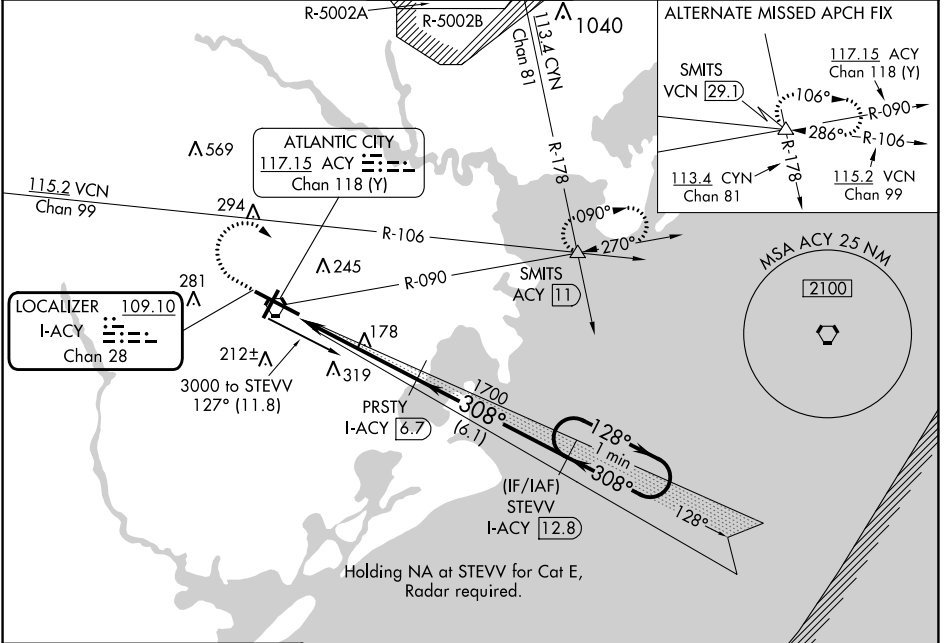 R-5002A
R-5002B
113.4 CYN
Chan 81
1040
R-178
ALTERNATE MISSED APCH FIX
SMITS
VCN 29.1
117.15 ACY
Chan 118 (Y)
106°
R-090
286°
R-106
R-178
113.4 CYN
Chan 81
115.2 VCN
Chan 99
569
ATLANTIC CITY
117.15 ACY
Chan 118 (Y)
115.2 VCN
Chan 99
294
R-106
090°
270°
245
R-090
SMITS
ACY 11
MSA ACY 25 NM
2100
281
LOCALIZER 109.10
I-ACY
Chan 28
178
212±
319
3000 to STEVV
127° (11.8)
PRSTY
I-ACY 6.7
1700
308°
(6.1)
128°
1 min
308°
128°
(IF/IAF)
STEVV
I-ACY 12.8
Holding NA at STEVV for Cat E,
Radar required.